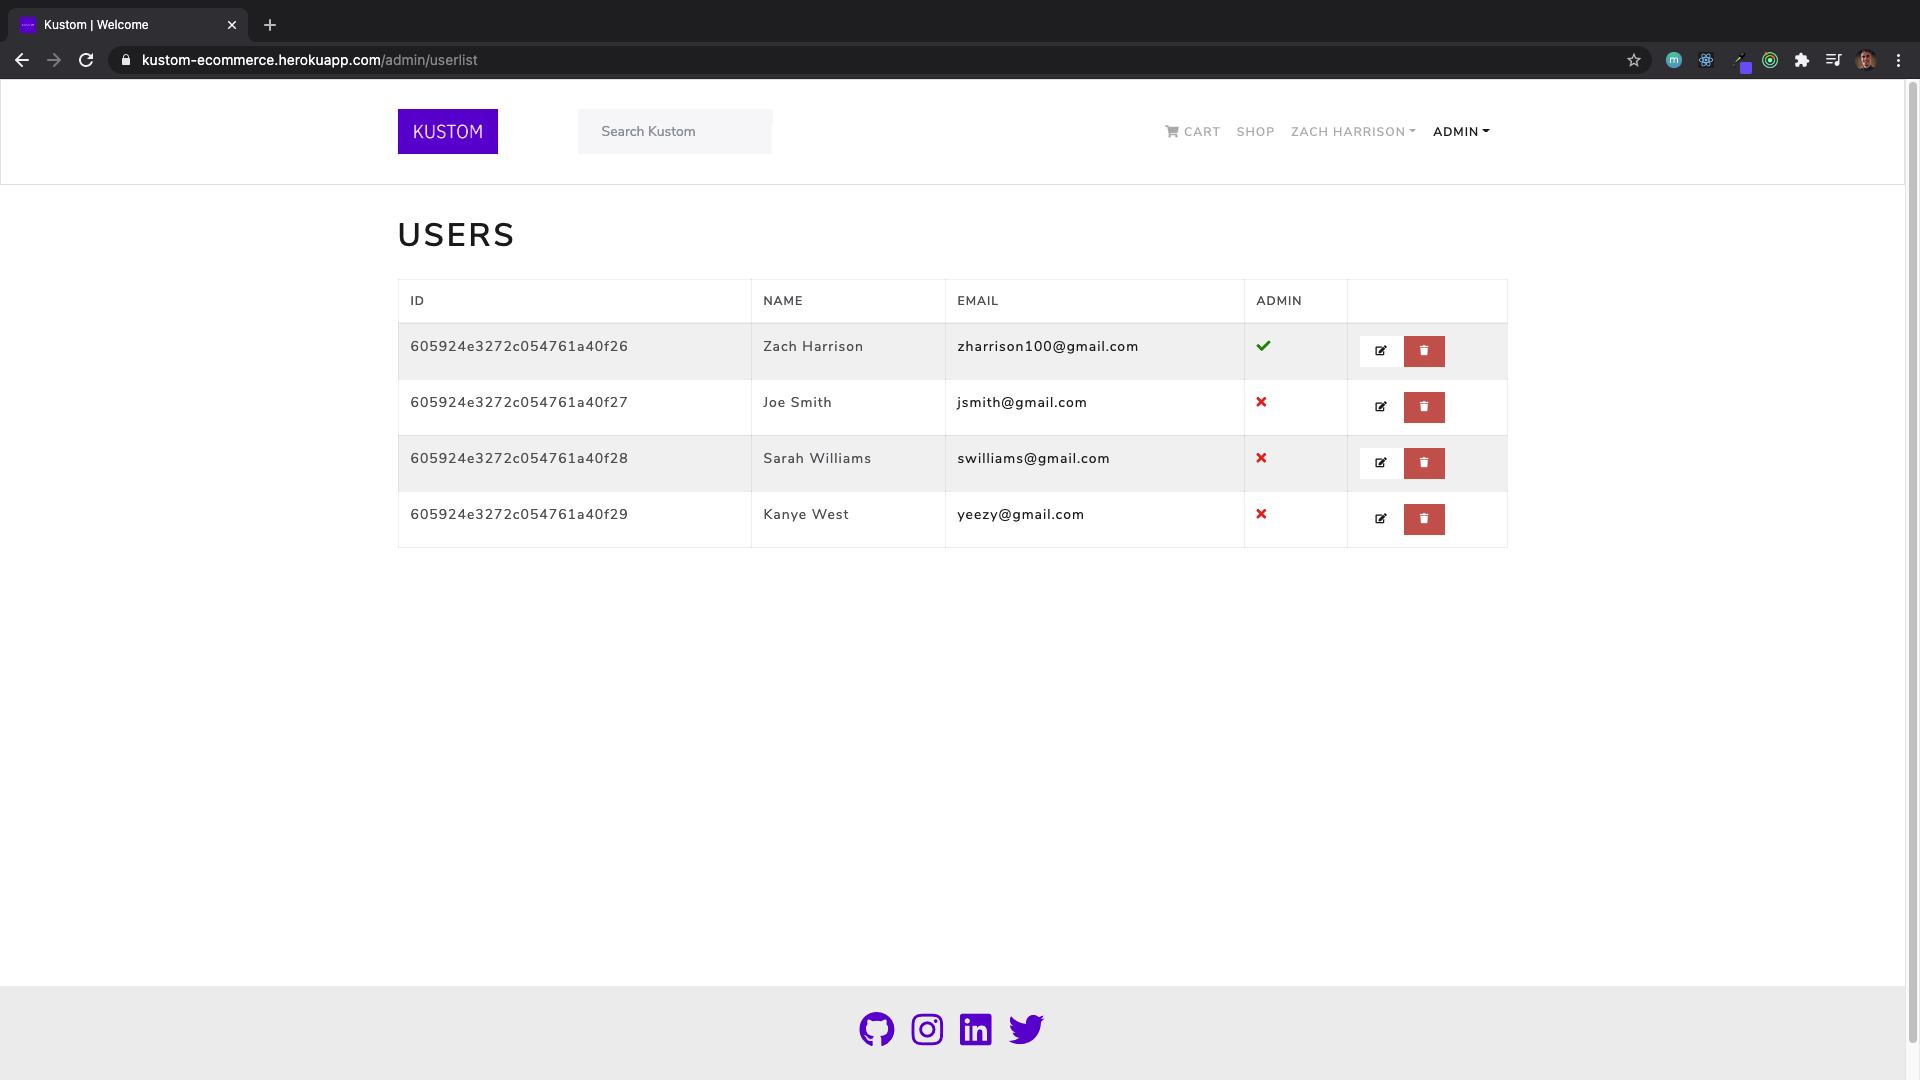 Kustom | Welcome
kustom-ecommerce.herokuapp.com/admin/userlist
KUSTOM
Search Kustom
CART SHOP ZACH HARRISON ADMIN
USERS
ID NAME EMAIL ADMIN
605924e3272c054761a40f26 Zach Harrison zharrison100@gmail.com
605924e3272c054761a40f27 Joe Smith jsmith@gmail.com
605924e3272c054761a40f28 Sarah Williams swilliams@gmail.com
605924e3272c054761a40f29 Kanye West yeezy@gmail.com